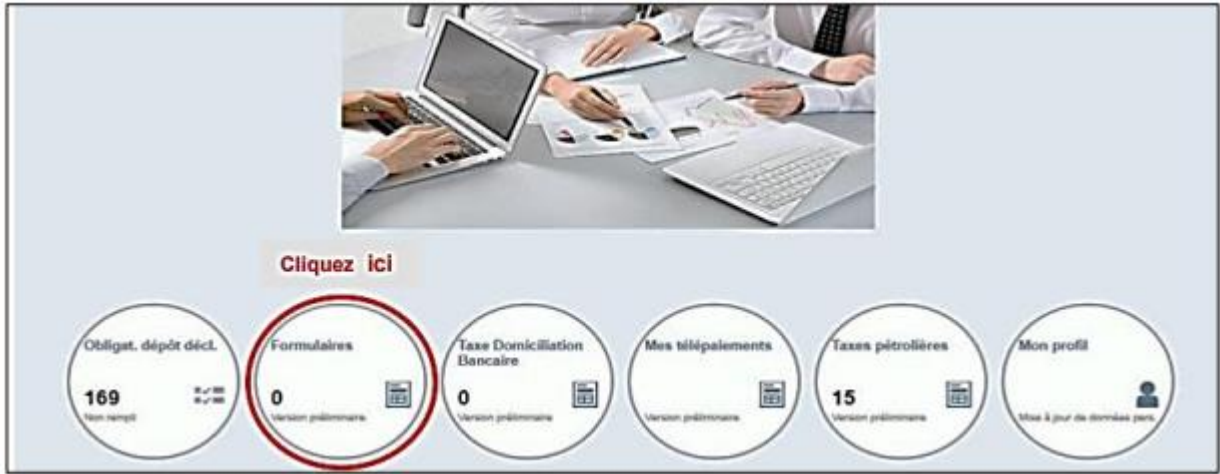 Cliquez ici
Obligat. dépôt décl.
169
Non rempli
Formulaires
0
Version préliminaire
Taxe Domiciliation
Bancaire
0
Version préliminaire
Mes télépaiements
Version préliminaire
Taxes pétrolières
15
Version préliminaire
Mon profil
Mise à jour de données pers.